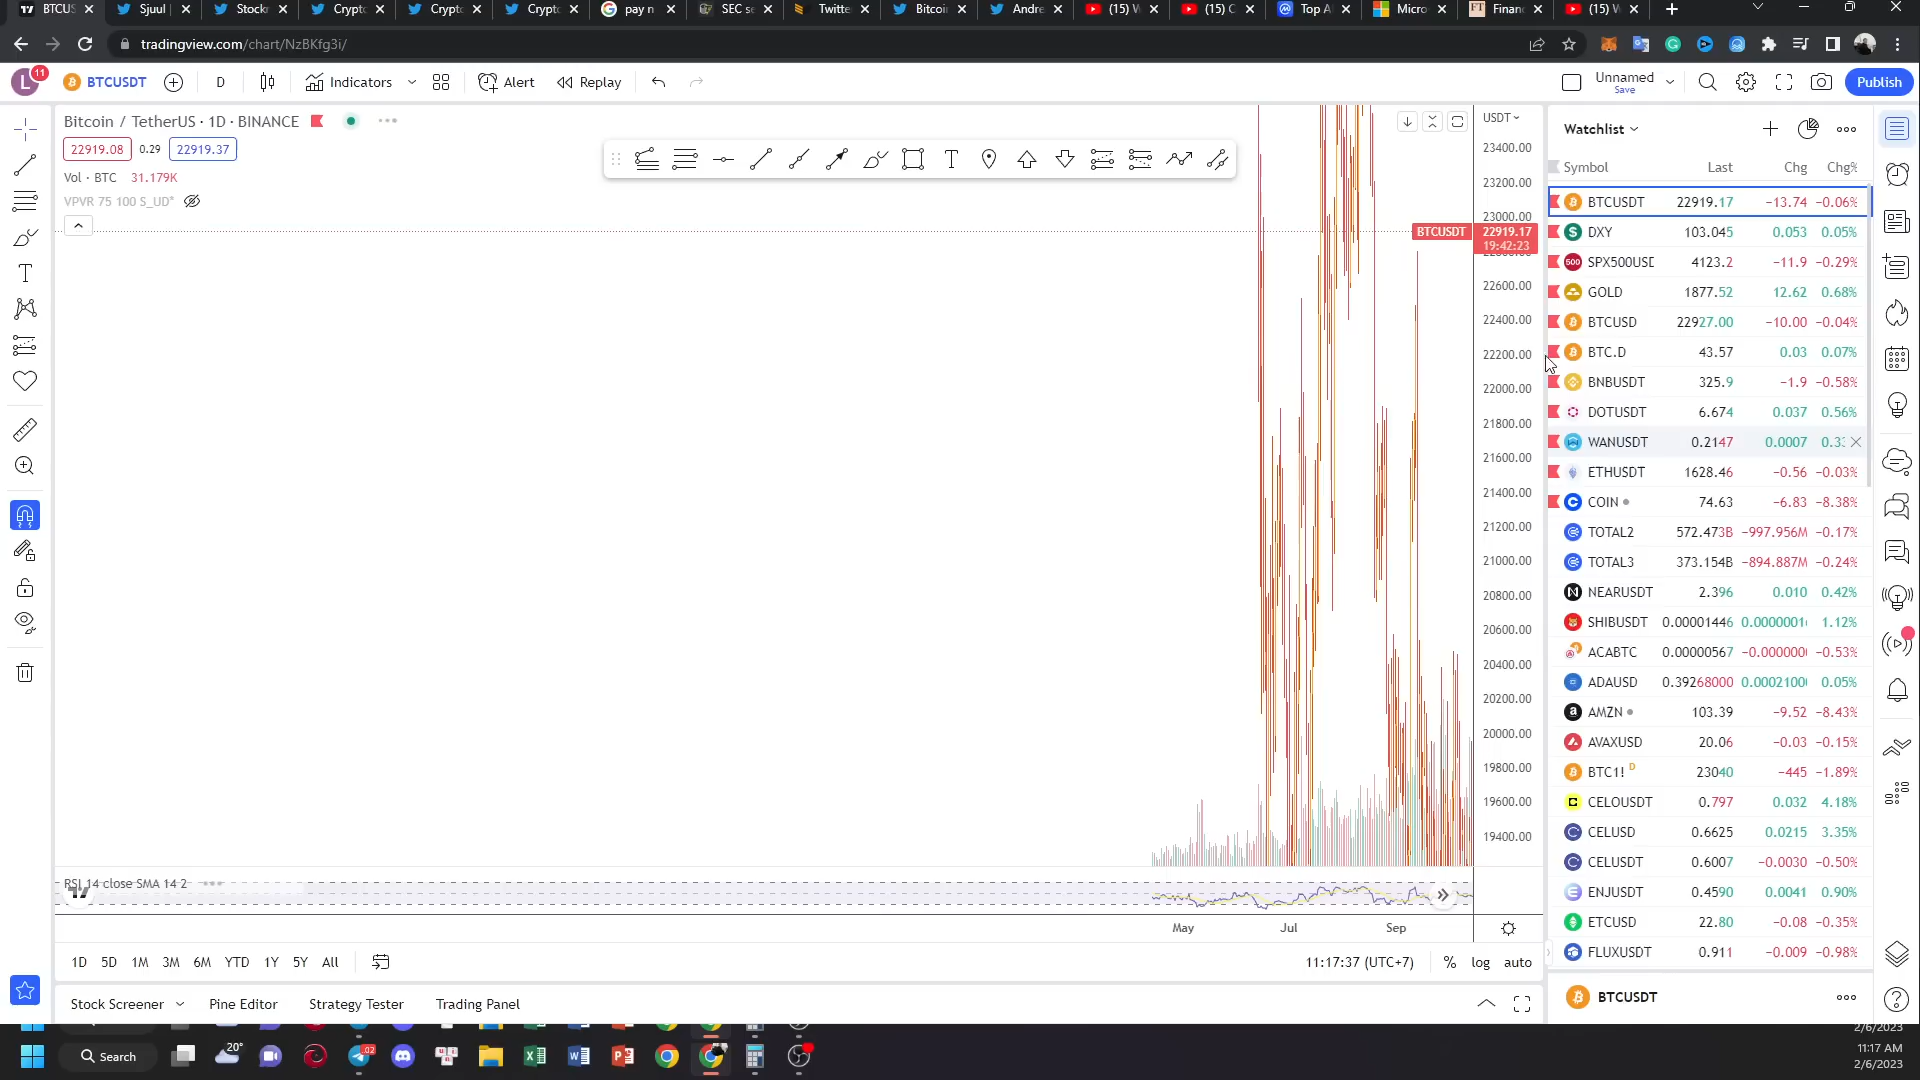 BTCUS
Sjuul |
Stockr
Crypt
Crypt
Crypt
pay n
SEC s
Twitte
Bitcoi
Andre
(15) W
(15) C
Top A
Micro
Finan
(15) W
tradingview.com/chart/NzBKfg3i/
L 11
BTCUSDT
D
Indicators
Alert
Replay
Unnamed
Save
Publish
Bitcoin / TetherUS · 1D · BINANCE
22919.08 0.29 22919.37
Vol · BTC 31.179K
VPVR 75 100 S_UD*
USDT
23400.00
23200.00
23000.00
BTCUSDT 22919.17
19:42:23
22800.00
22600.00
22400.00
22200.00
22000.00
21800.00
21600.00
21400.00
21200.00
21000.00
20800.00
20600.00
20400.00
20200.00
20000.00
19800.00
19600.00
19400.00
RSI 14 close SMA 14 2
May Jul Sep
1D 5D 1M 3M 6M YTD 1Y 5Y All
11:17:37 (UTC+7) % log auto
Stock Screener Pine Editor Strategy Tester Trading Panel
Watchlist
Symbol Last Chg Chg%
BTCUSDT 22919.17 −13.74 −0.06%
DXY 103.045 0.053 0.05%
SPX500USD 4123.2 −11.9 −0.29%
GOLD 1877.52 12.62 0.68%
BTCUSD 22927.00 −10.00 −0.04%
BTC.D 43.57 0.03 0.07%
BNBUSDT 325.9 −1.9 −0.58%
DOTUSDT 6.674 0.037 0.56%
WANUSDT 0.2147 0.0007 0.33
ETHUSDT 1628.46 −0.56 −0.03%
COIN 74.63 −6.83 −8.38%
TOTAL2 572.473B −997.956M −0.17%
TOTAL3 373.154B −894.887M −0.24%
NEARUSDT 2.396 0.010 0.42%
SHIBUSDT 0.00001446 0.0000001 1.12%
ACABTC 0.00000567 −0.000000 −0.53%
ADAUSD 0.39268000 0.0002100 0.05%
AMZN 103.39 −9.52 −8.43%
AVAXUSD 20.06 −0.03 −0.15%
BTC1! D 23040 −445 −1.89%
CELOUSDT 0.797 0.032 4.18%
CELUSD 0.6625 0.0215 3.35%
CELUSDT 0.6007 −0.0030 −0.50%
ENJUSDT 0.4590 0.0041 0.90%
ETCUSD 22.80 −0.08 −0.35%
FLUXUSDT 0.911 −0.009 −0.98%
BTCUSDT
2/6/2023
Search
20°
11:17 AM
2/6/2023